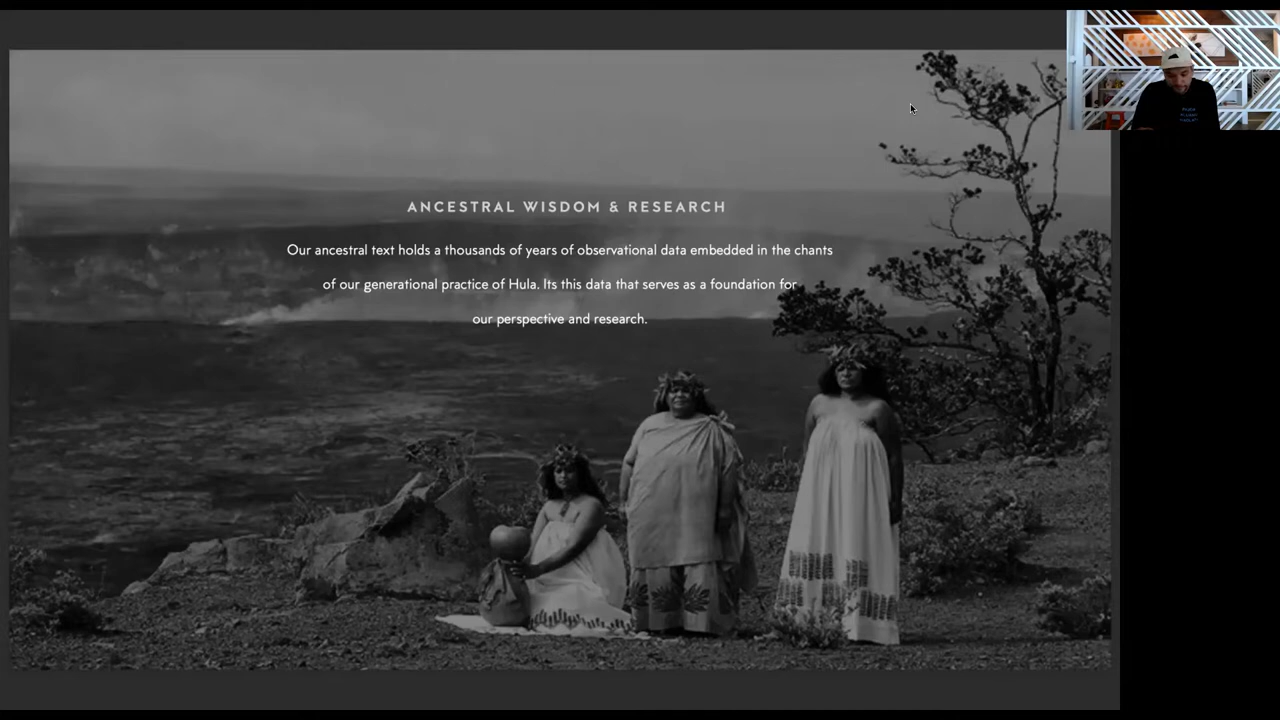 ANCESTRAL WISDOM & RESEARCH
Our ancestral text holds a thousands of years of observational data embedded in the chants
of our generational practice of Hula. Its this data that serves as a foundation for
our perspective and research.